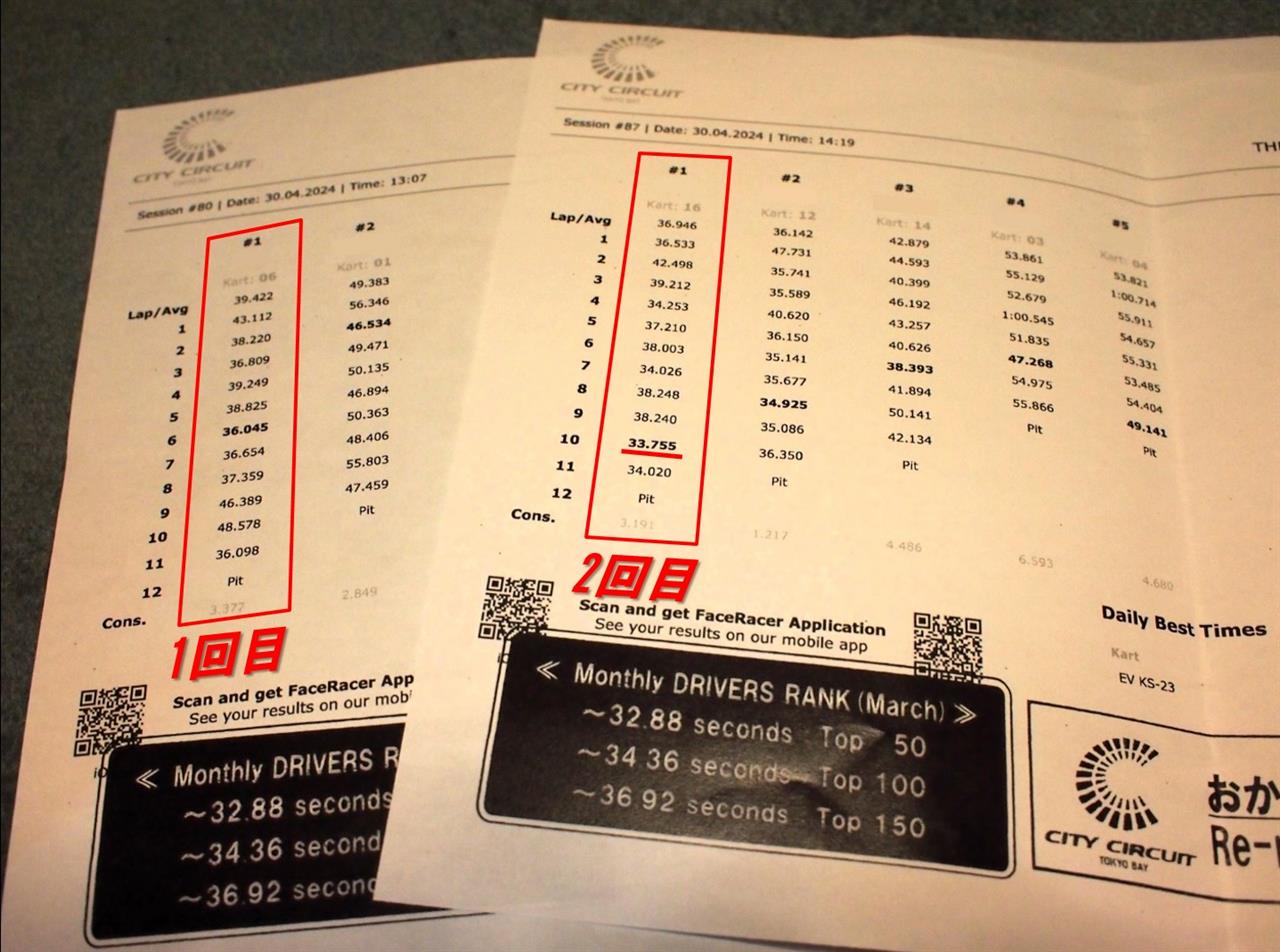 CITY CIRCUIT
TOKYO BAY
Session #80 | Date: 30.04.2024 | Time: 13:07
#1 #2
Kart: 06 Kart: 01
Lap/Avg 39.422 49.383
1 43.112 56.346
2 38.220 46.534
3 36.809 49.471
4 39.249 50.135
5 38.825 46.894
6 36.045 50.363
7 36.654 48.406
8 37.359 55.803
9 46.389 47.459
10 48.578 Pit
11 36.098
12 Pit
Cons. 3.377 2.849
1回目
Scan and get FaceRacer App
See your results on our mob
≪ Monthly DRIVERS R
~32.88 seconds
~34 36 second
~36 92 second
CITY CIRCUIT
TOKYO BAY
Session #87 | Date: 30.04.2024 | Time: 14:19
TH
#1 #2 #3 #4 #5
Kart: 16 Kart: 12 Kart: 14 Kart: 03 Kart: 04
Lap/Avg 36.946 36.142 42.879 53.861 53.821
1 36.533 47.731 44.593 55.129 1:00.714
2 42.498 35.741 40.399 52.679 55.911
3 39.212 35.589 46.192 1:00.545 54.657
4 34.253 40.620 43.257 51.835 55.331
5 37.210 36.150 40.626 47.268 53.485
6 38.003 35.141 38.393 54.975 54.404
7 34.026 35.677 41.894 55.866 49.141
8 38.248 34.925 50.141 Pit Pit
9 38.240 35.086 42.134
10 33.755 36.350 Pit
11 34.020 Pit
12 Pit
Cons. 3.191 1.217 4.486 6.593 4.680
2回目
Scan and get FaceRacer Application
See your results on our mobile app
≪ Monthly DRIVERS RANK (March) ≫
~32.88 seconds Top 50
~34 36 seconds Top 100
~36 92 seconds Top 150
Daily Best Times
Kart
EV KS-23
CITY CIRCUIT
TOKYO BAY
おか
Re-